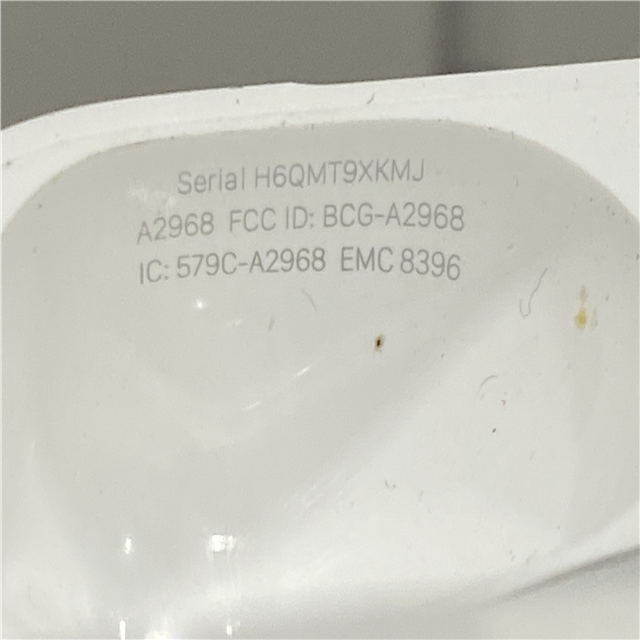 Serial H6QMT9XKMJ
A2968 FCC ID: BCG-A2968
IC: 579C-A2968 EMC 8396